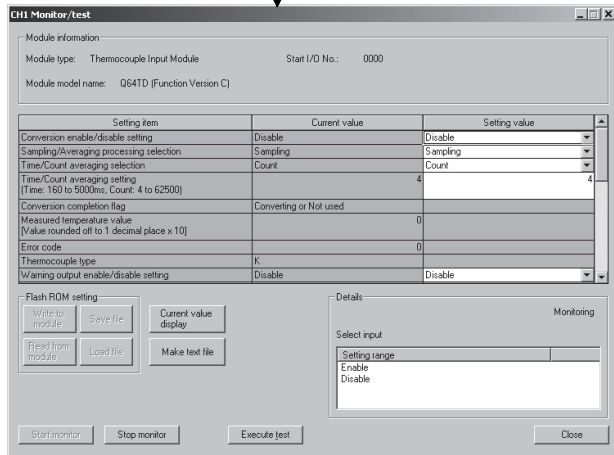 CH1 Monitor/test
Module information
Module type: Thermocouple Input Module Start I/O No.: 0000
Module model name: Q64TD (Function Version C)
Setting item Current value Setting value
Conversion enable/disable setting Disable Disable
Sampling/Averaging processing selection Sampling Sampling
Time/Count averaging selection Count Count
Time/Count averaging setting 4 4
(Time: 160 to 5000ms, Count: 4 to 62500)
Conversion completion flag Converting or Not used
Measured temperature value 0
[Value rounded off to 1 decimal place x 10]
Error code 0
Thermocouple type K
Warning output enable/disable setting Disable Disable
Flash ROM setting
Write to module
Save file
Current value display
Read from module
Load file
Make text file
Details
Monitoring
Select input
Setting range
Enable
Disable
Start monitor Stop monitor Execute test Close